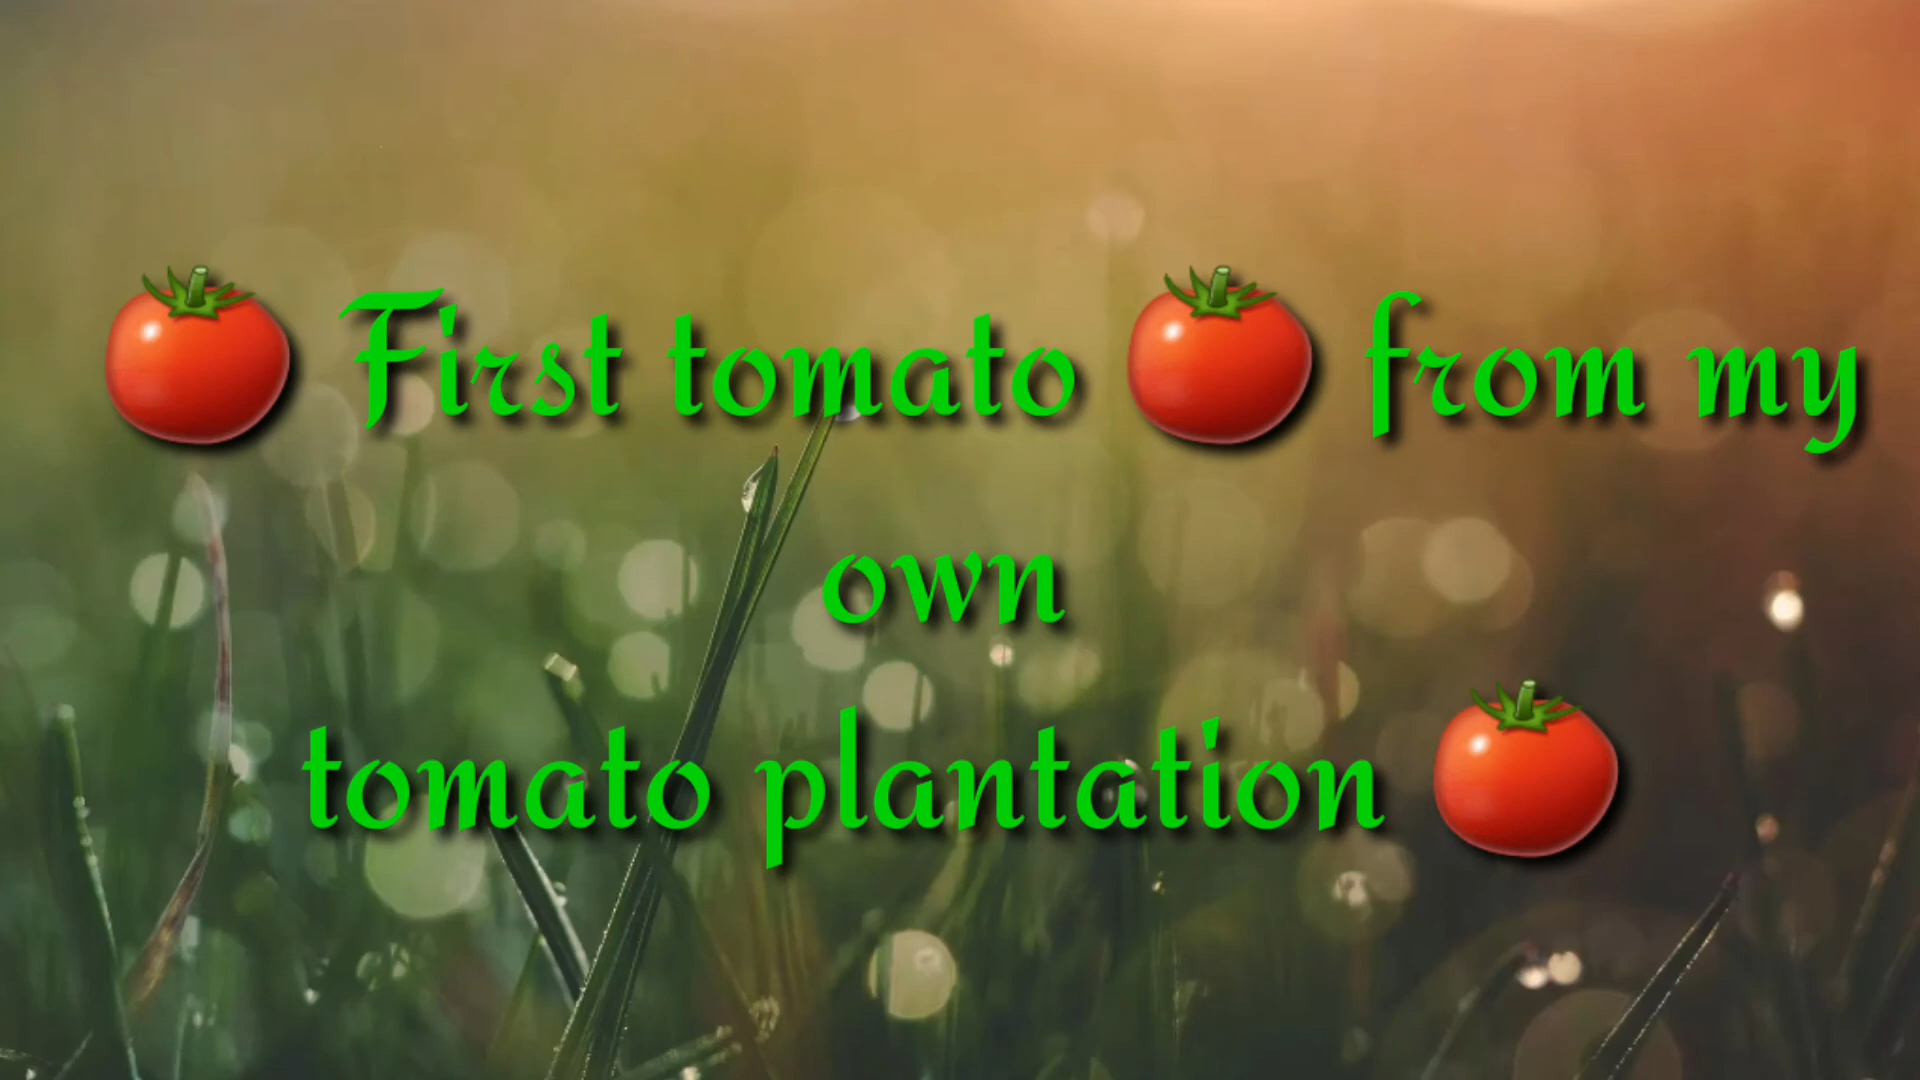 🍅 First tomato 🍅 from my
own
tomato plantation 🍅